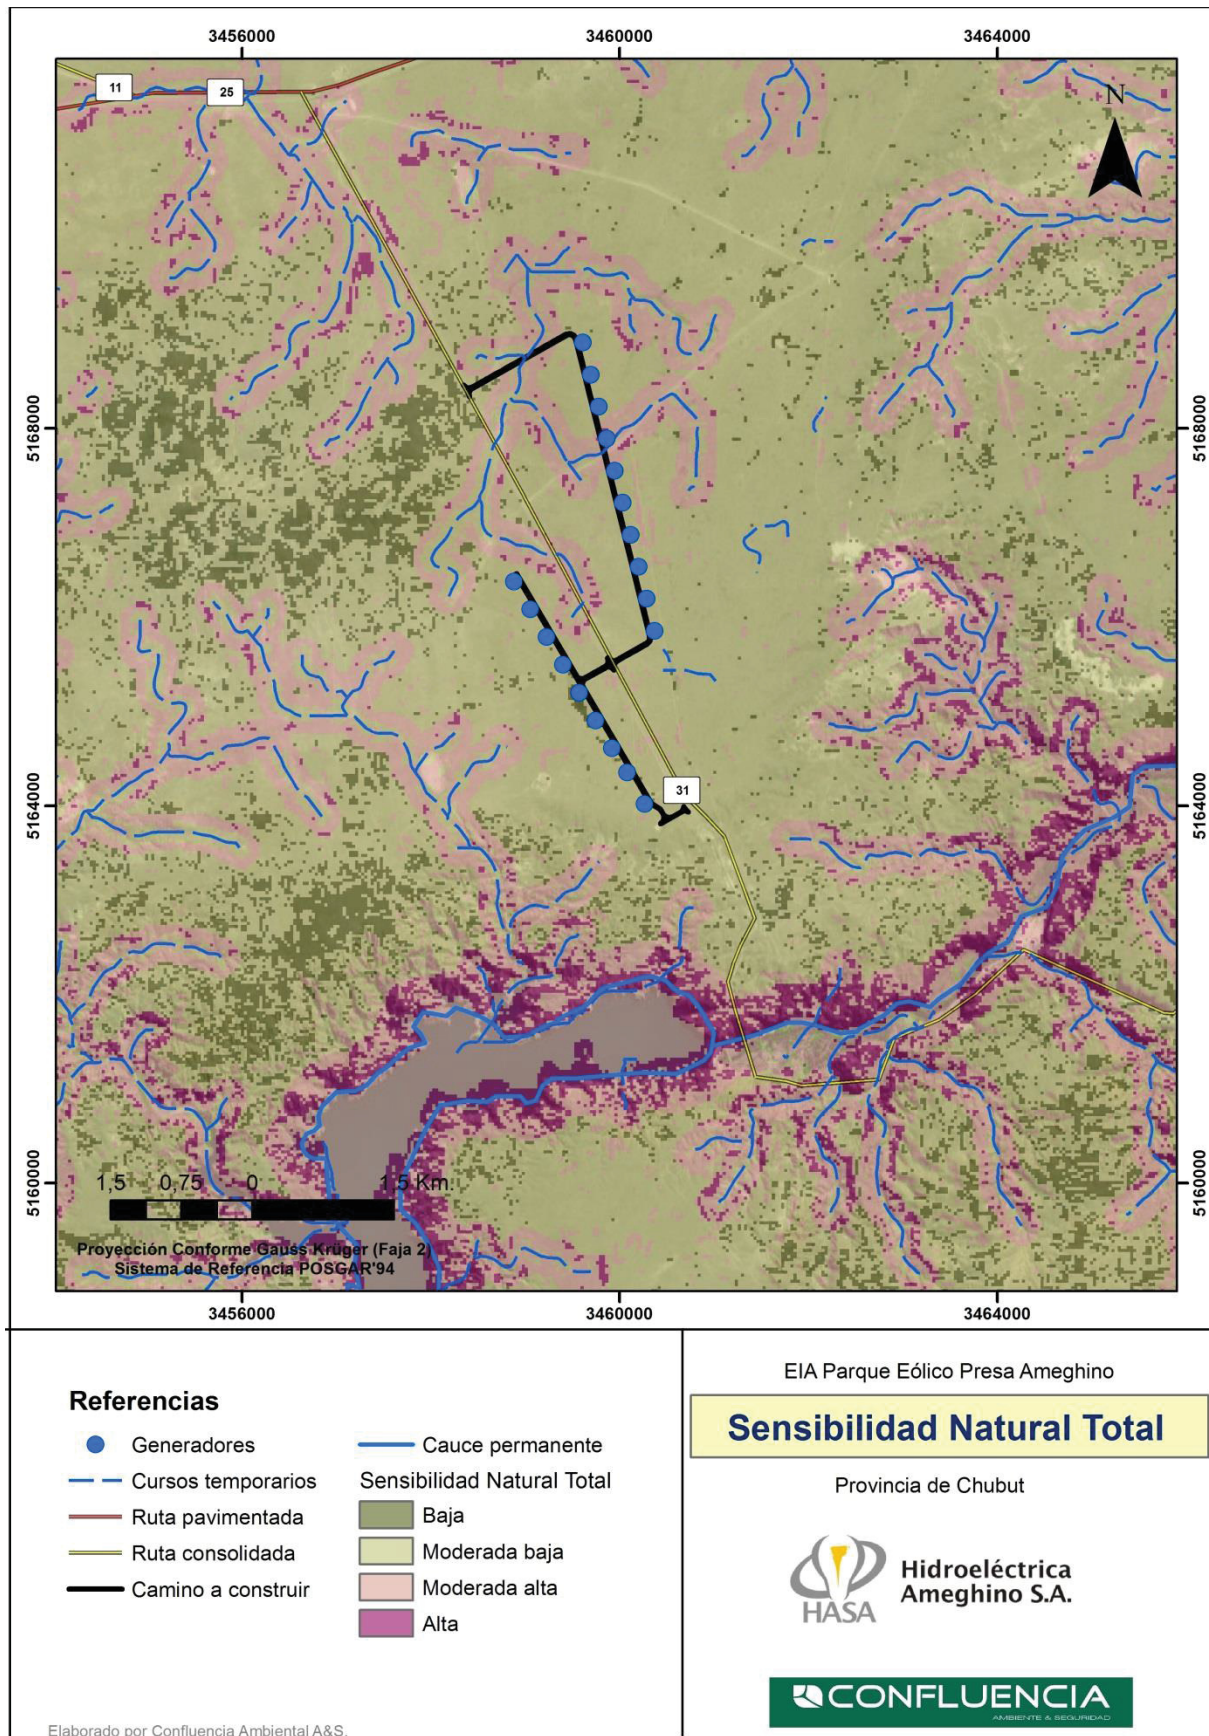 3456000 3460000 3464000
11
25
N
5168000 5168000
31
5164000 5164000
5160000 5160000
1,5 0,75 0 1,5 Km.
Proyección Conforme Gauss Krüger (Faja 2)
Sistema de Referencia POSGAR'94
3456000 3460000 3464000
Referencias
Generadores
Cursos temporarios
Ruta pavimentada
Ruta consolidada
Camino a construir
Cauce permanente
Sensibilidad Natural Total
Baja
Moderada baja
Moderada alta
Alta
EIA Parque Eólico Presa Ameghino
Sensibilidad Natural Total
Provincia de Chubut
HASA
Hidroeléctrica
Ameghino S.A.
CONFLUENCIA
AMBIENTE & SEGURIDAD
Elaborado por Confluencia Ambiental A&S.